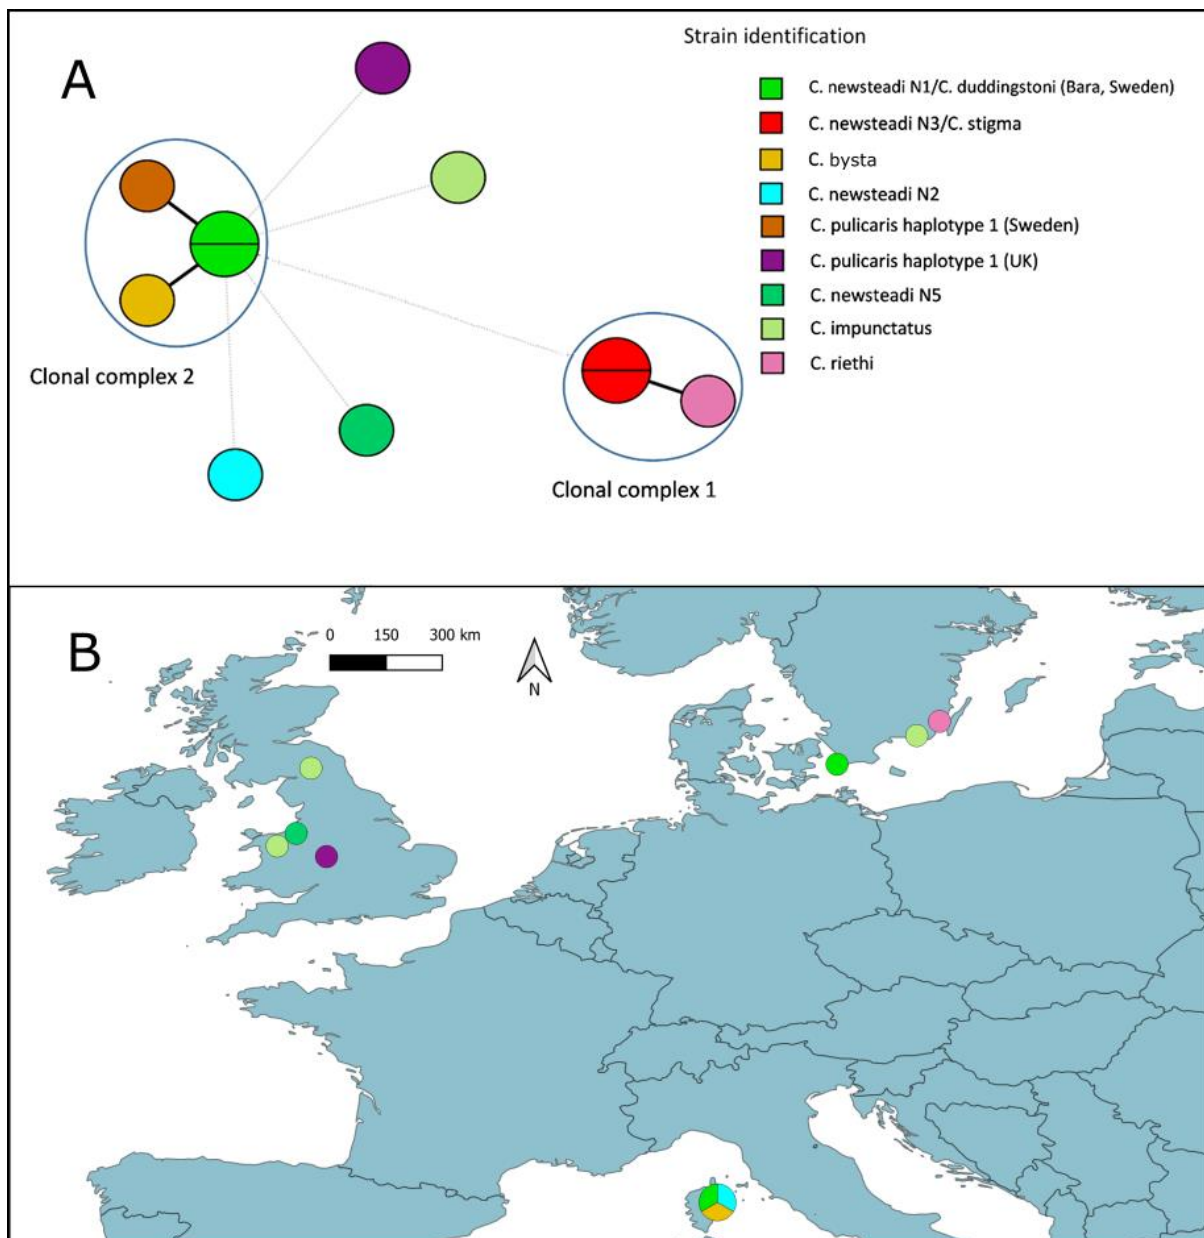 A
Strain identification
C. newsteadi N1/C. duddingstoni (Bara, Sweden)
C. newsteadi N3/C. stigma
C. bysta
C. newsteadi N2
C. pulicaris haplotype 1 (Sweden)
C. pulicaris haplotype 1 (UK)
C. newsteadi N5
C. impunctatus
C. riethi
Clonal complex 2
Clonal complex 1
B
0 150 300 km
N